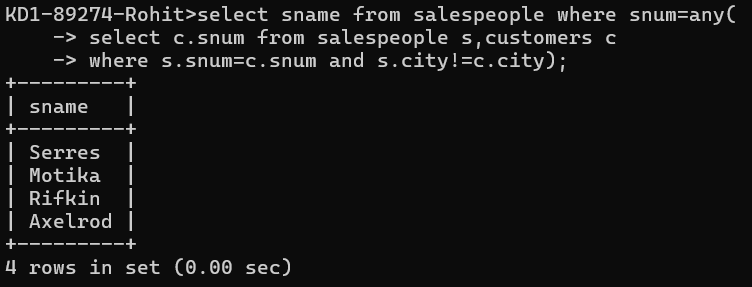 KD1-89274-Rohit>select sname from salespeople where snum=any(
    -> select c.snum from salespeople s,customers c
    -> where s.snum=c.snum and s.city!=c.city);
+---------+
| sname   |
+---------+
| Serres  |
| Motika  |
| Rifkin  |
| Axelrod |
+---------+
4 rows in set (0.00 sec)